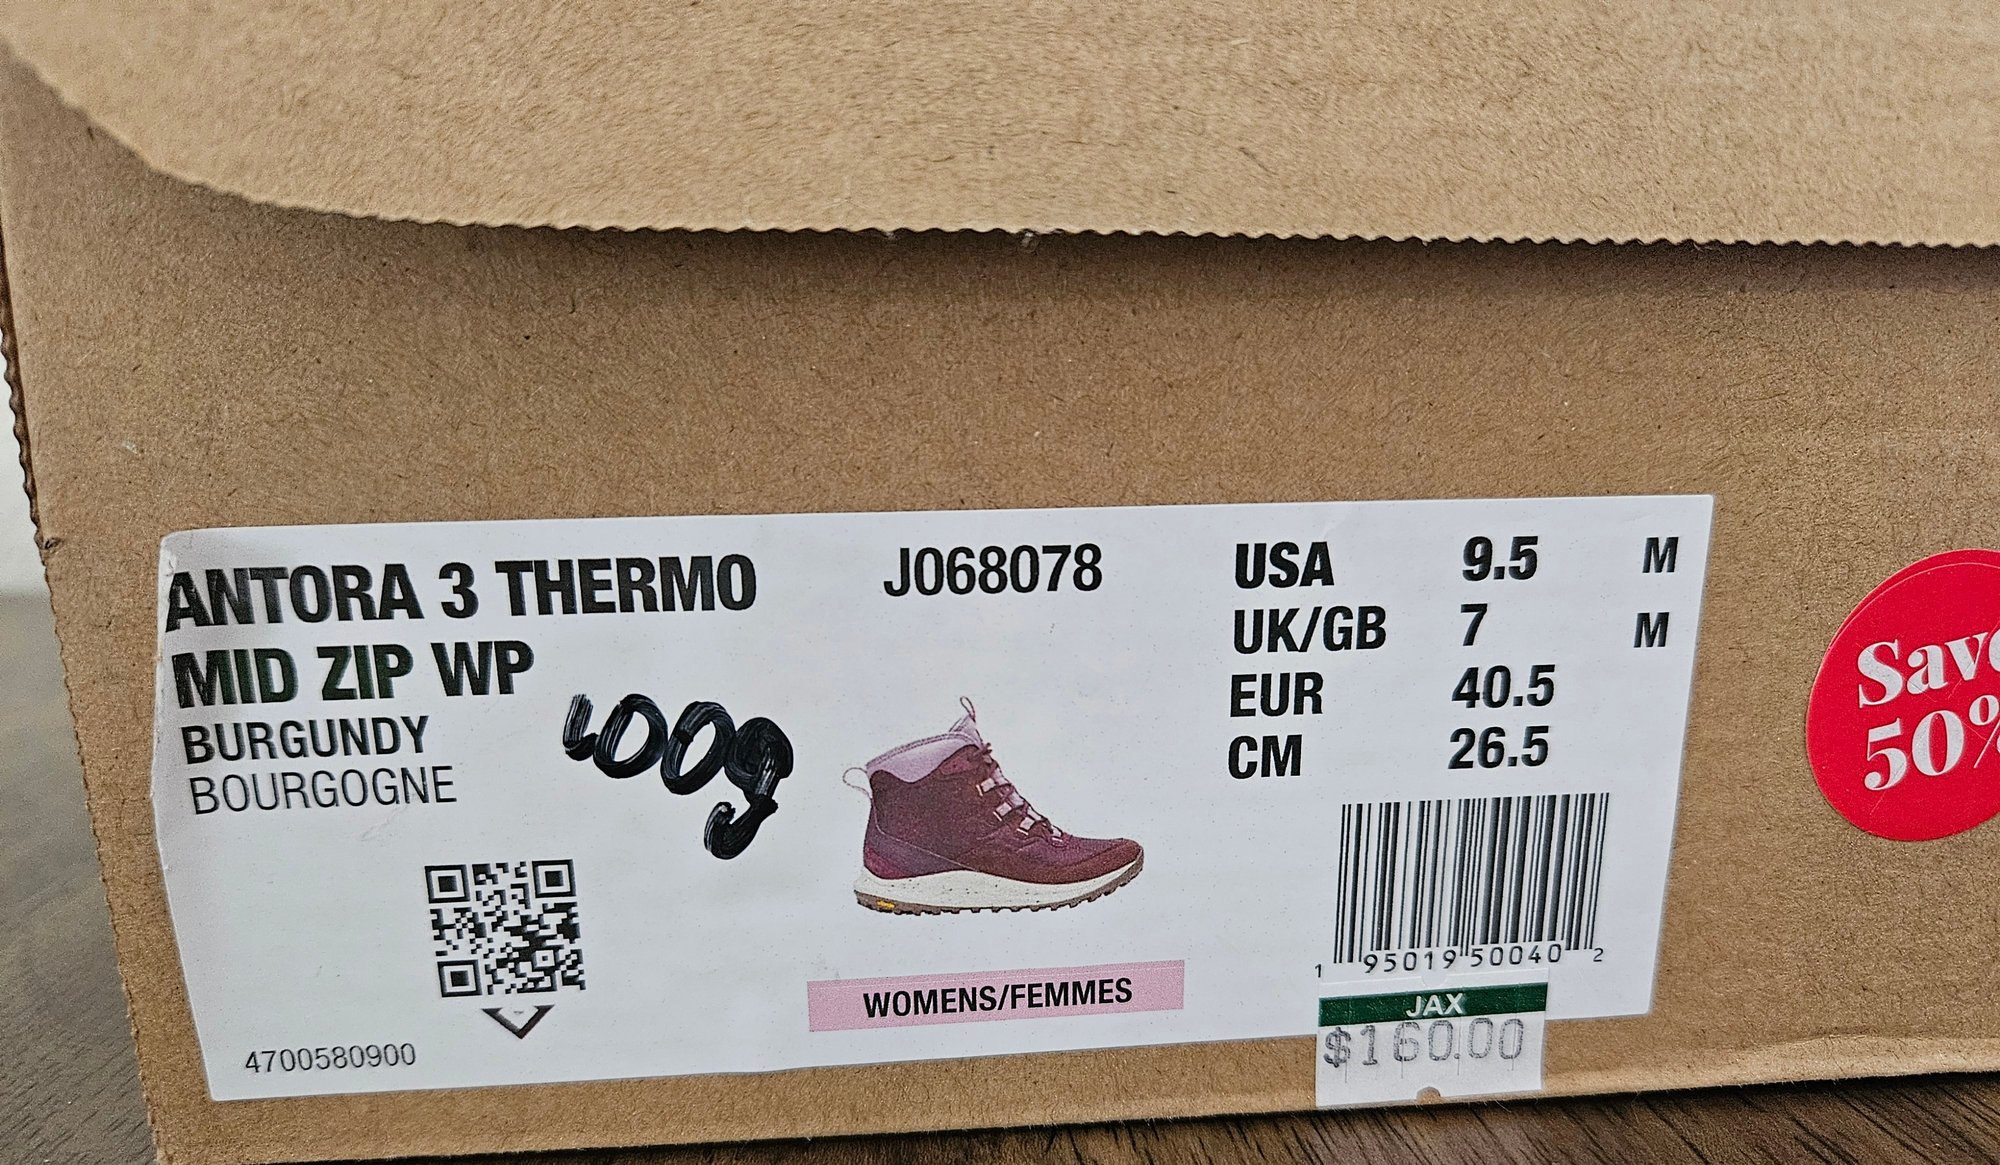 ANTORA 3 THERMO
MID ZIP WP
BURGUNDY
BOURGOGNE
100g
4700580900
J068078
WOMENS/FEMMES
USA 9.5 M
UK/GB 7 M
EUR 40.5
CM 26.5
1 95019 50040 2
JAX
$160.00
Save
50%